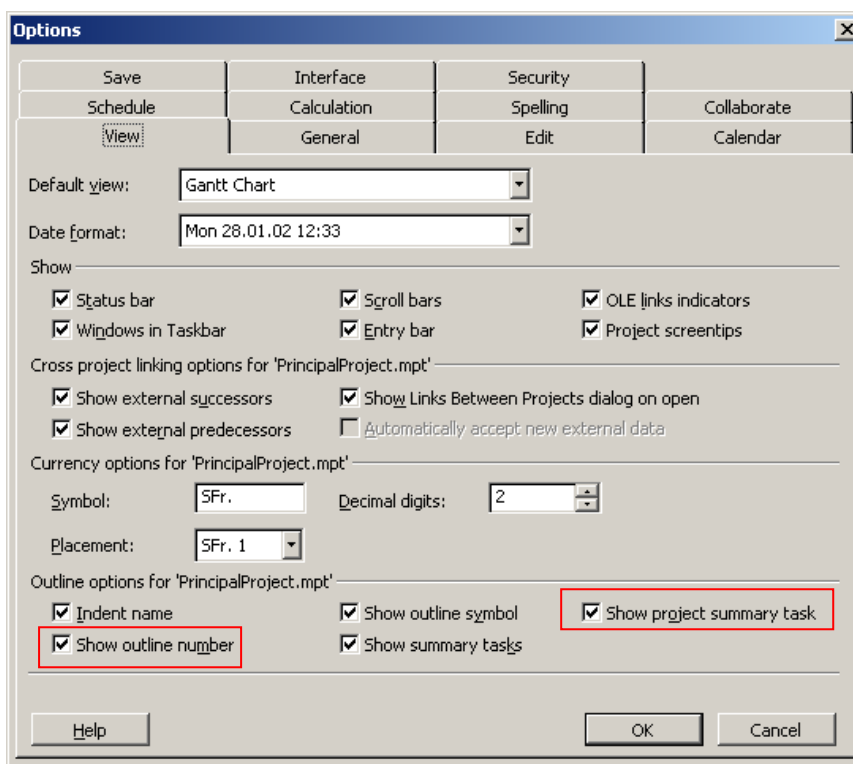 Options
Save Interface Security
Schedule Calculation Spelling Collaborate
View General Edit Calendar
Default view: Gantt Chart
Date format: Mon 28.01.02 12:33
Show
Status bar Scroll bars OLE links indicators
Windows in Taskbar Entry bar Project screentips
Cross project linking options for 'PrincipalProject.mpt'
Show external successors Show Links Between Projects dialog on open
Show external predecessors Automatically accept new external data
Currency options for 'PrincipalProject.mpt'
Symbol: SFr. Decimal digits: 2
Placement: SFr. 1
Outline options for 'PrincipalProject.mpt'
Indent name Show outline symbol Show project summary task
Show outline number Show summary tasks
Help OK Cancel